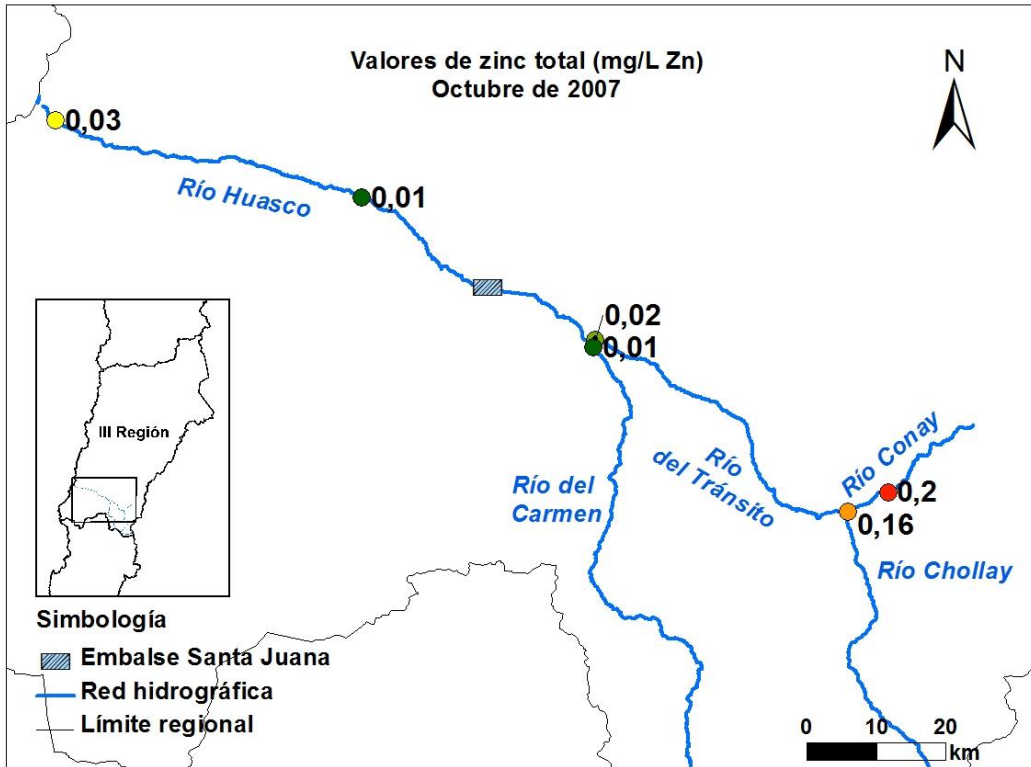 Valores de zinc total (mg/L Zn)
Octubre de 2007
N
0,03
Río Huasco
0,01
0,02
0,01
III Región
Río del
Carmen
Río
del Tránsito
Río Conay
0,2
0,16
Río Chollay
Simbología
Embalse Santa Juana
Red hidrográfica
Límite regional
0 10 20
km